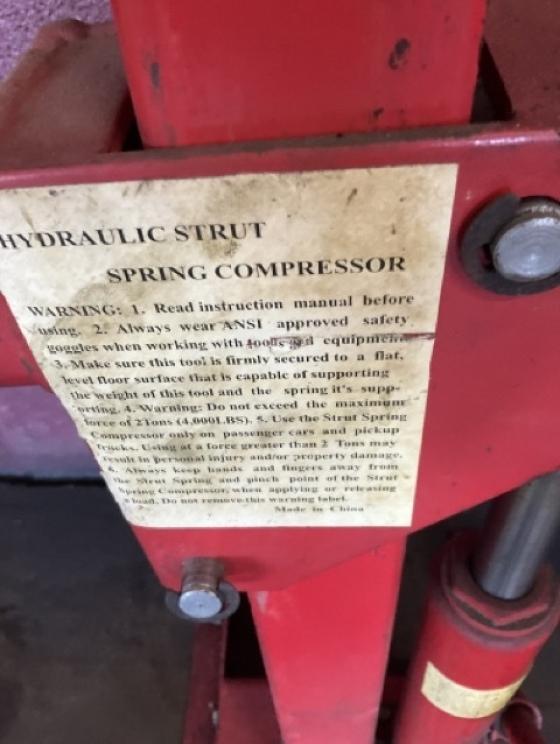 HYDRAULIC STRUT
SPRING COMPRESSOR
WARNING: 1. Read instruction manual before
using. 2. Always wear ANSI approved safety
goggles when working with tools and equipment
3. Make sure this tool is firmly secured to a flat,
level floor surface that is capable of supporting
the weight of this tool and the spring it's supp-
orting. 4. Warning: Do not exceed the maximum
force of 2Tons (4,000LBS). 5. Use the Strut Spring
Compressor only on passenger cars and pickup
trucks. Using at a force greater than 2 Tons may
result in personal injury and/or property damage.
6. Always keep hands and fingers away from
the Strut Spring and pinch point of the Strut
Spring Compressor, when applying or releasing
a load. Do not remove this warning label.
Made in China